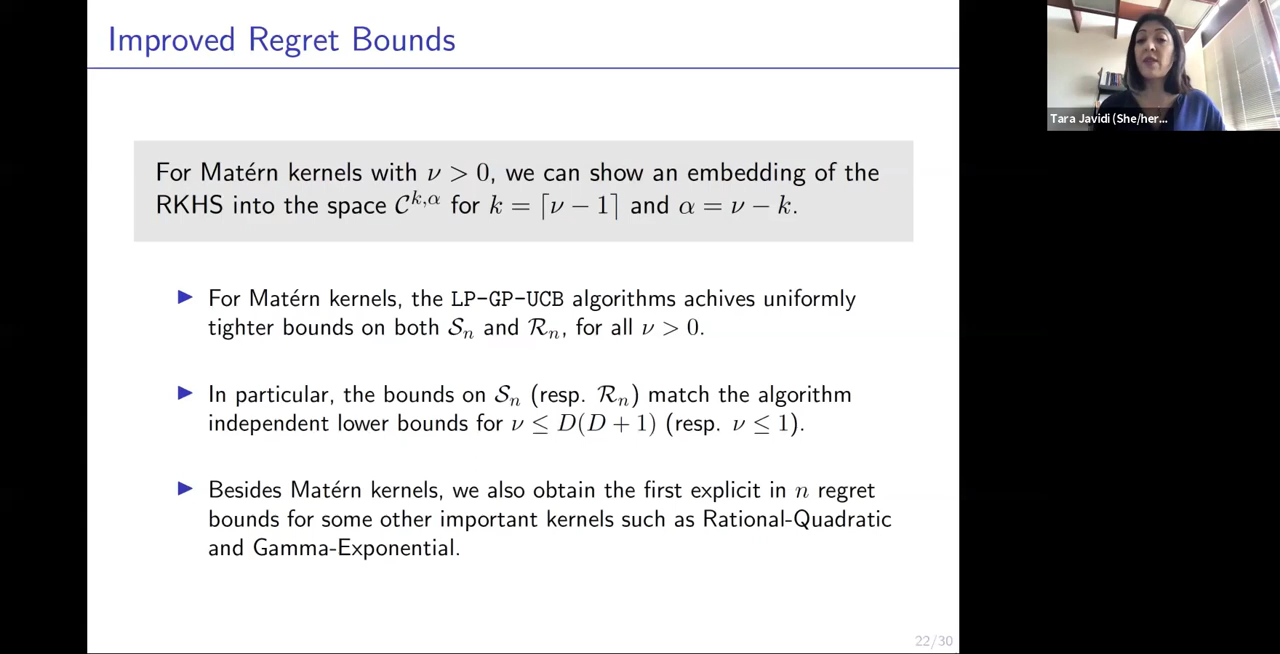 Improved Regret Bounds
For Matérn kernels with ν > 0, we can show an embedding of the
RKHS into the space 𝒞^{k,α} for k = ⌈ν − 1⌉ and α = ν − k.
For Matérn kernels, the LP-GP-UCB algorithms achives uniformly
tighter bounds on both 𝒮_n and ℛ_n, for all ν > 0.
In particular, the bounds on 𝒮_n (resp. ℛ_n) match the algorithm
independent lower bounds for ν ≤ D(D + 1) (resp. ν ≤ 1).
Besides Matérn kernels, we also obtain the first explicit in n regret
bounds for some other important kernels such as Rational-Quadratic
and Gamma-Exponential.
22/30
Tara Javidi (She/her...